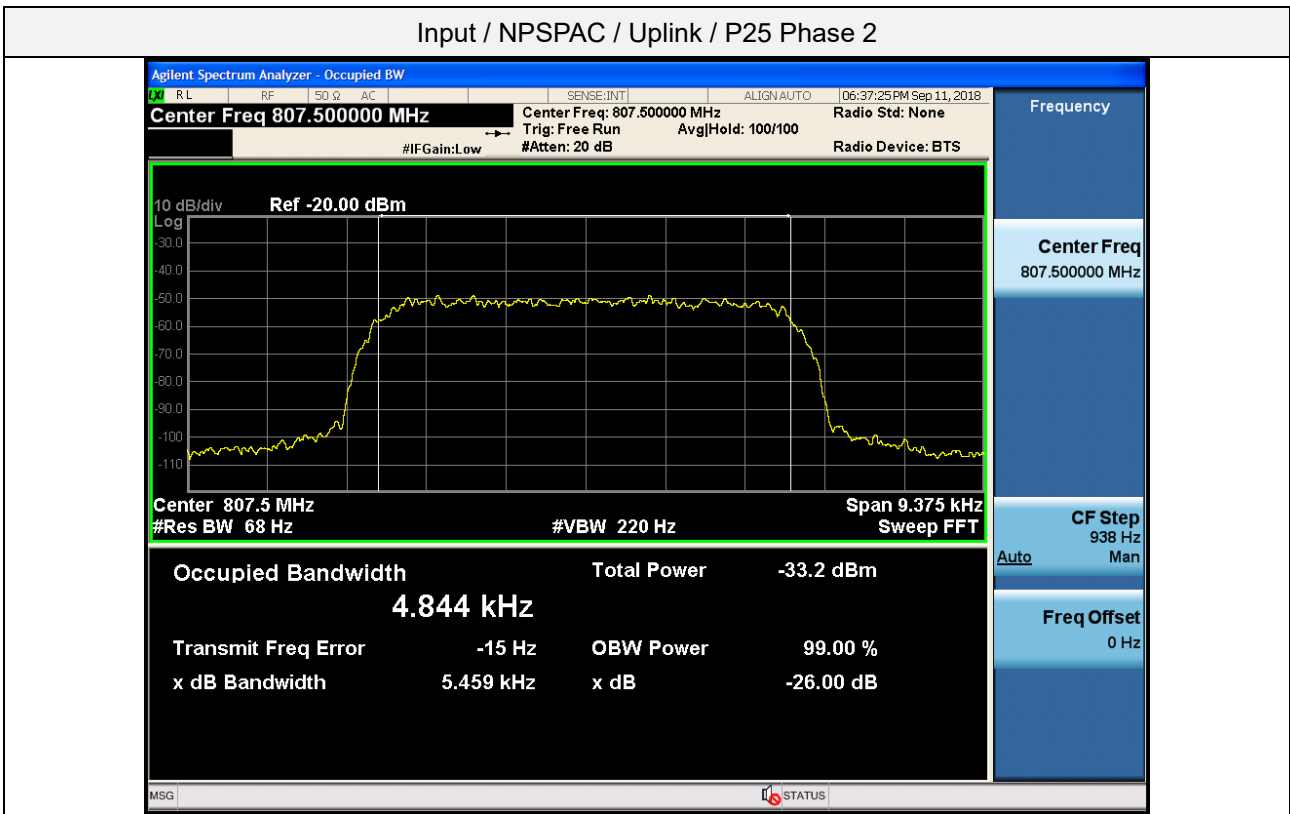 Input / NPSPAC / Uplink / P25 Phase 2
Agilent Spectrum Analyzer - Occupied BW
LXI RL RF 50 Ω AC SENSE:INT ALIGN AUTO 06:37:25 PM Sep 11, 2018
Center Freq 807.500000 MHz
Center Freq: 807.500000 MHz
Radio Std: None
Trig: Free Run
Avg|Hold: 100/100
#IFGain:Low
#Atten: 20 dB
Radio Device: BTS
10 dB/div
Ref -20.00 dBm
Log
-30.0
-40.0
-50.0
-60.0
-70.0
-80.0
-90.0
-100
-110
Center 807.5 MHz
Span 9.375 kHz
#Res BW 68 Hz
#VBW 220 Hz
Sweep FFT
Occupied Bandwidth
Total Power -33.2 dBm
4.844 kHz
Transmit Freq Error -15 Hz
OBW Power 99.00 %
x dB Bandwidth 5.459 kHz
x dB -26.00 dB
Frequency
Center Freq
807.500000 MHz
CF Step
938 Hz
Auto Man
Freq Offset
0 Hz
MSG
STATUS